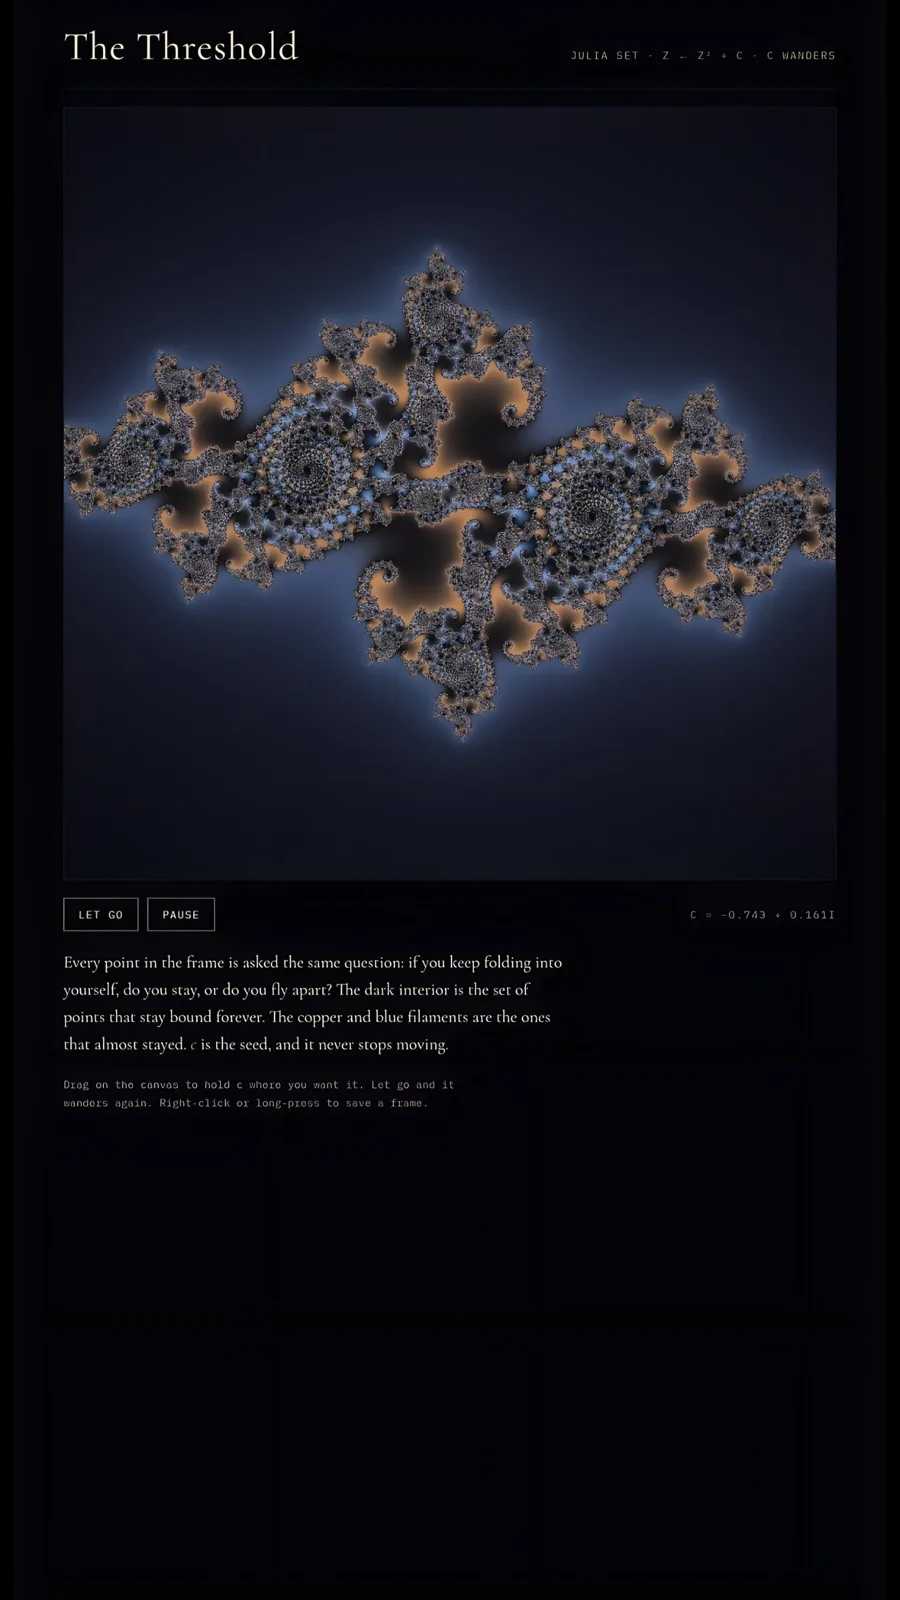 The Threshold
JULIA SET · Z ← Z² + C · C WANDERS
LET GO
PAUSE
C = −0.743 + 0.161I
Every point in the frame is asked the same question: if you keep folding into
yourself, do you stay, or do you fly apart? The dark interior is the set of
points that stay bound forever. The copper and blue filaments are the ones
that almost stayed. c is the seed, and it never stops moving.
Drag on the canvas to hold c where you want it. Let go and it
wanders again. Right-click or long-press to save a frame.